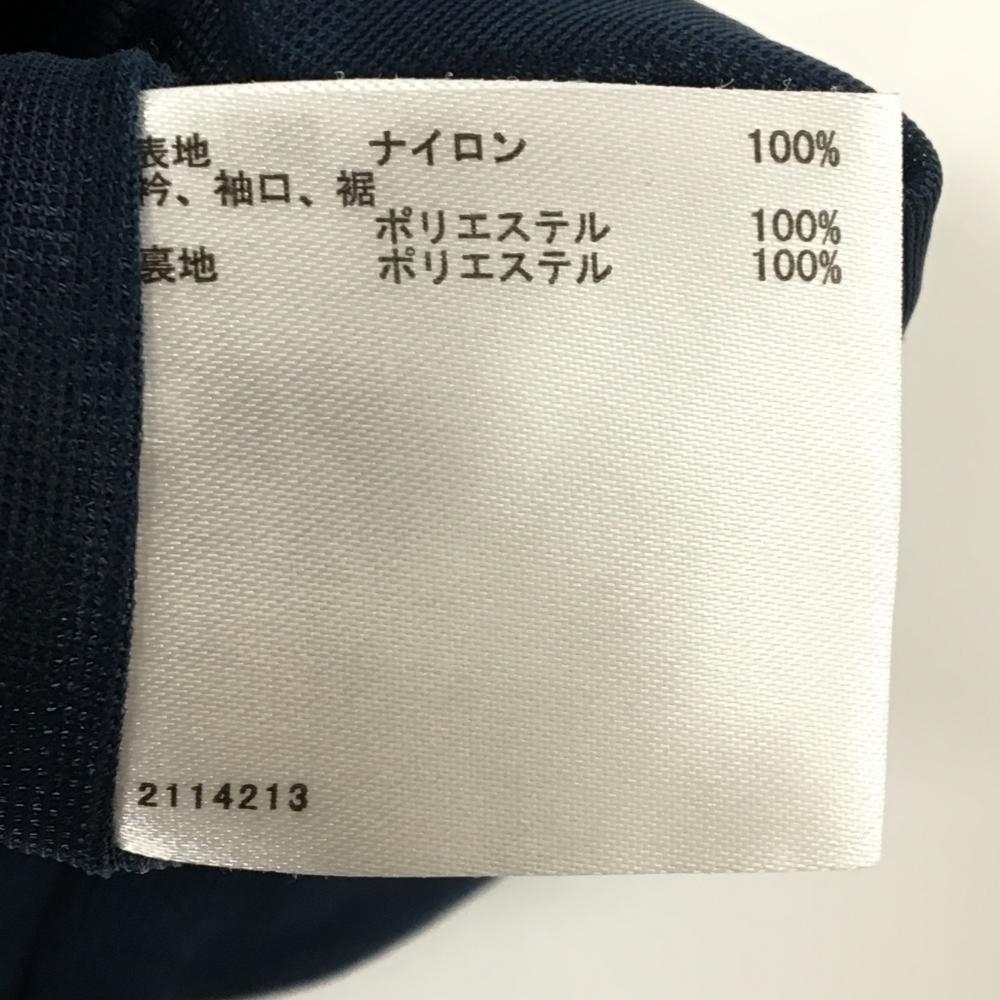 表地 ナイロン 100%
衿、袖口、裾
ポリエステル 100%
裏地 ポリエステル 100%
2114213